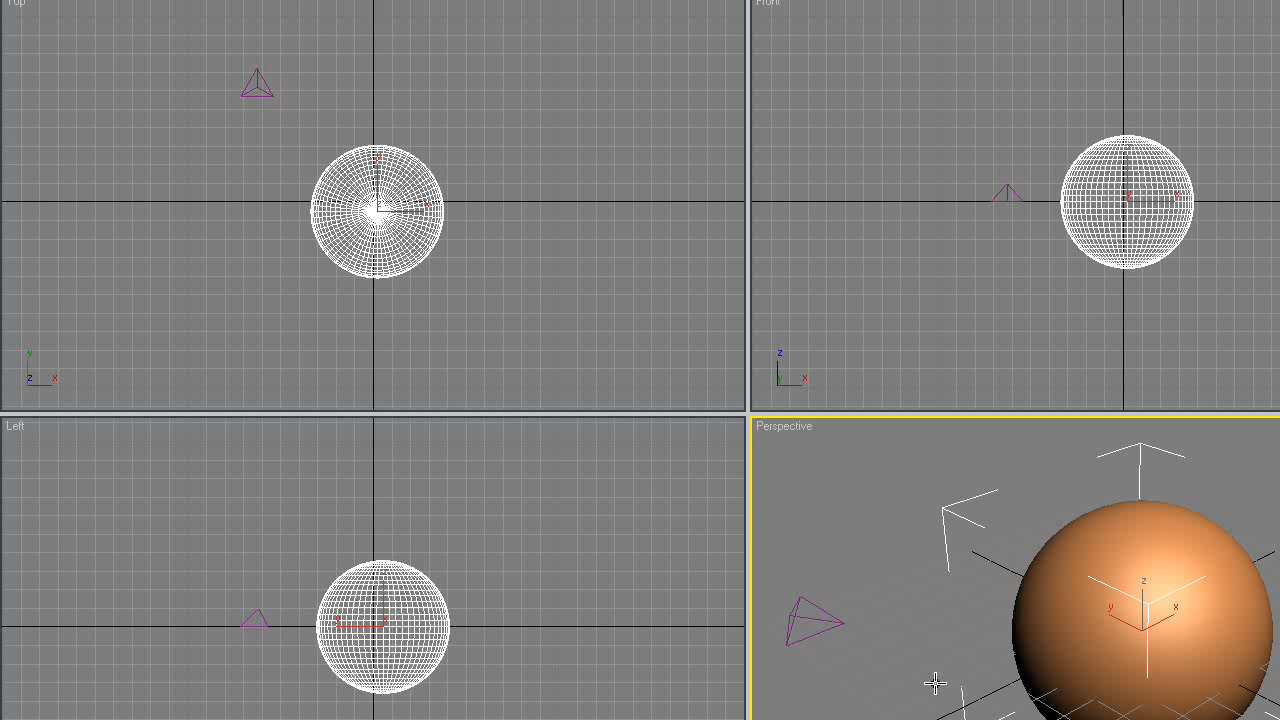 Top
Front
y
z x
z
y x
Left
Perspective
z
y x